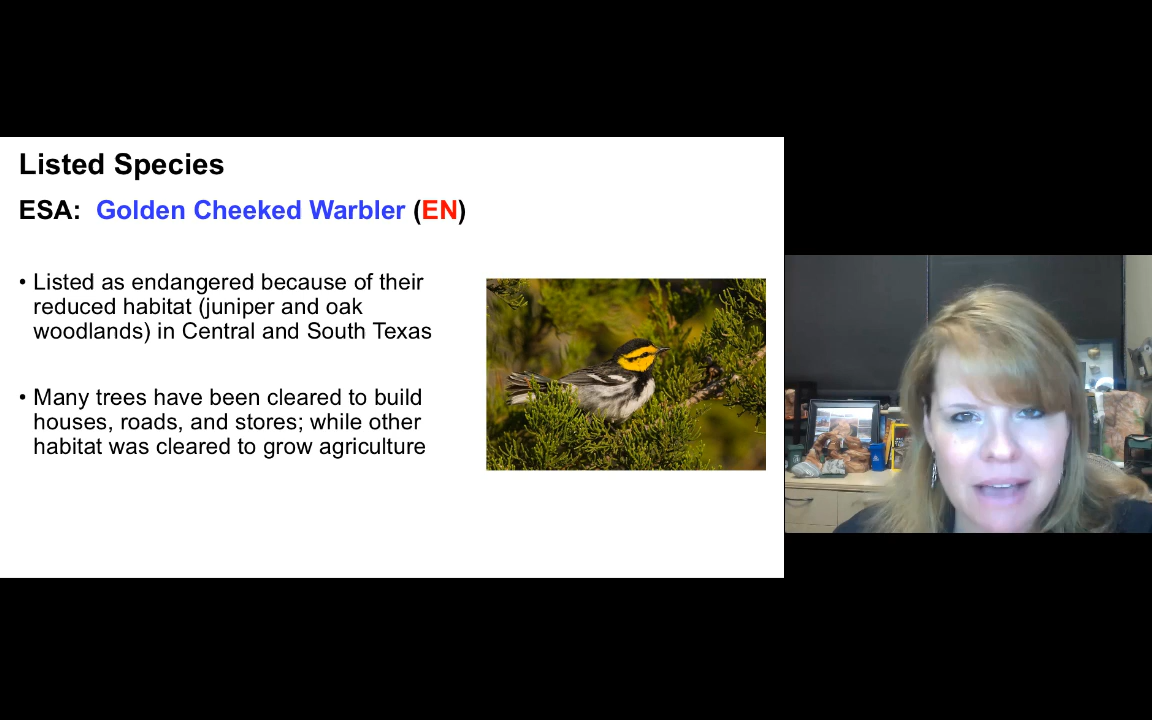 Listed Species
ESA: Golden Cheeked Warbler (EN)
• Listed as endangered because of their
reduced habitat (juniper and oak
woodlands) in Central and South Texas
• Many trees have been cleared to build
houses, roads, and stores; while other
habitat was cleared to grow agriculture